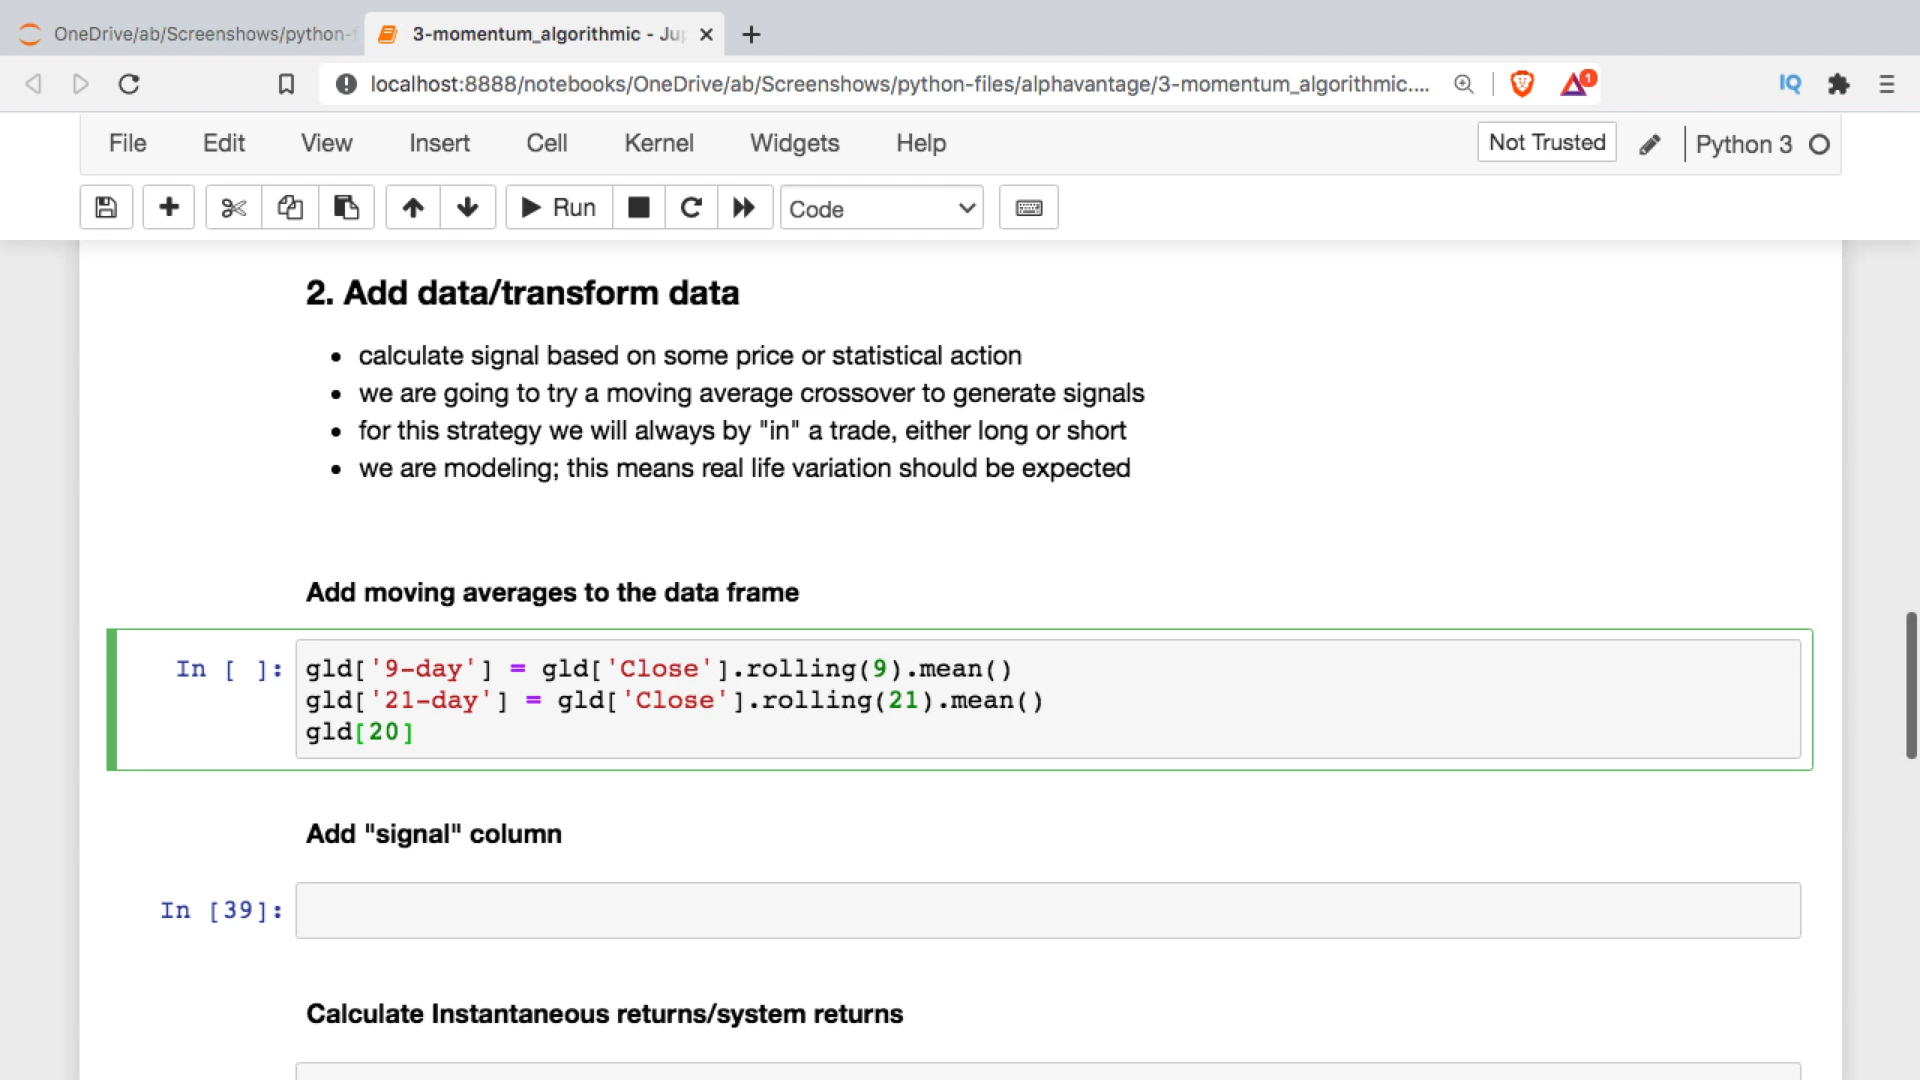 OneDrive/ab/Screenshows/python-f
3-momentum_algorithmic - Jup
localhost:8888/notebooks/OneDrive/ab/Screenshows/python-files/alphavantage/3-momentum_algorithmic....
1
IQ
File Edit View Insert Cell Kernel Widgets Help
Not Trusted
Python 3
Run
Code
2. Add data/transform data
• calculate signal based on some price or statistical action
• we are going to try a moving average crossover to generate signals
• for this strategy we will always by "in" a trade, either long or short
• we are modeling; this means real life variation should be expected
Add moving averages to the data frame
In [ ]: gld['9-day'] = gld['Close'].rolling(9).mean()
gld['21-day'] = gld['Close'].rolling(21).mean()
gld[20]
Add "signal" column
In [39]:
Calculate Instantaneous returns/system returns